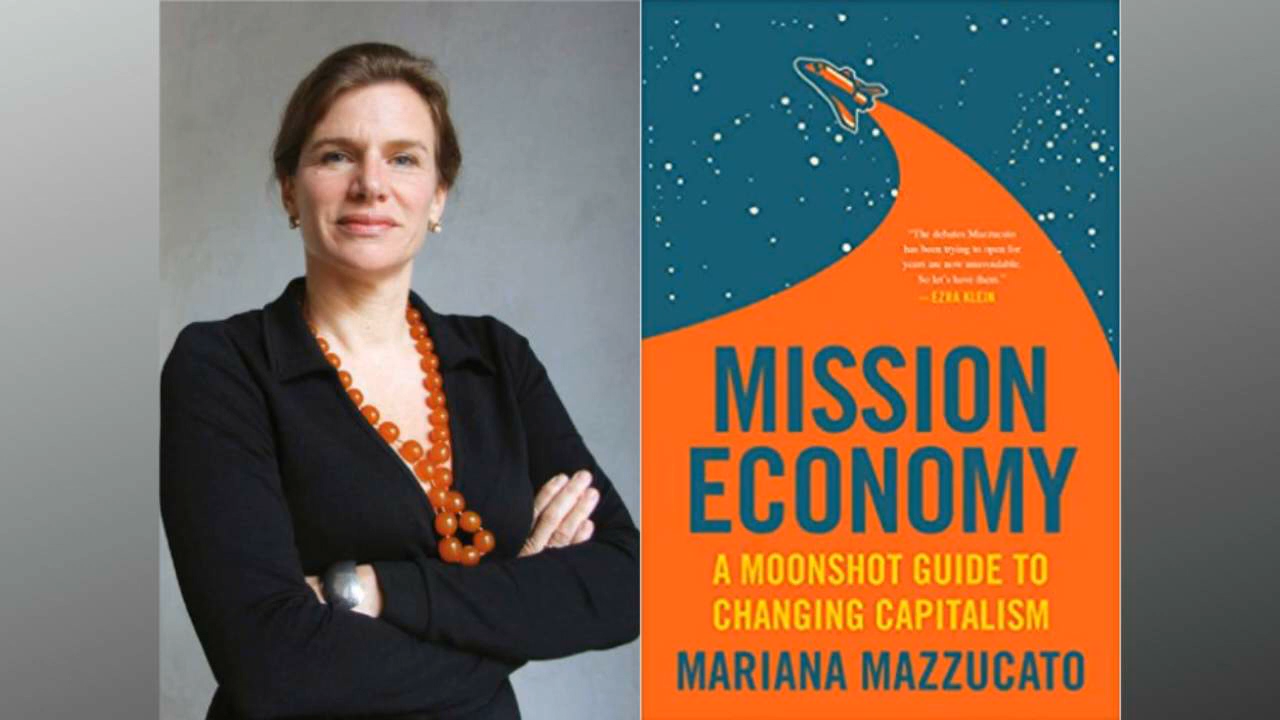 "The debates Mazzucato
has been trying to open for
years are now unavoidable.
So let's have them."
— EZRA KLEIN
MISSION
ECONOMY
A MOONSHOT GUIDE TO
CHANGING CAPITALISM
MARIANA MAZZUCATO